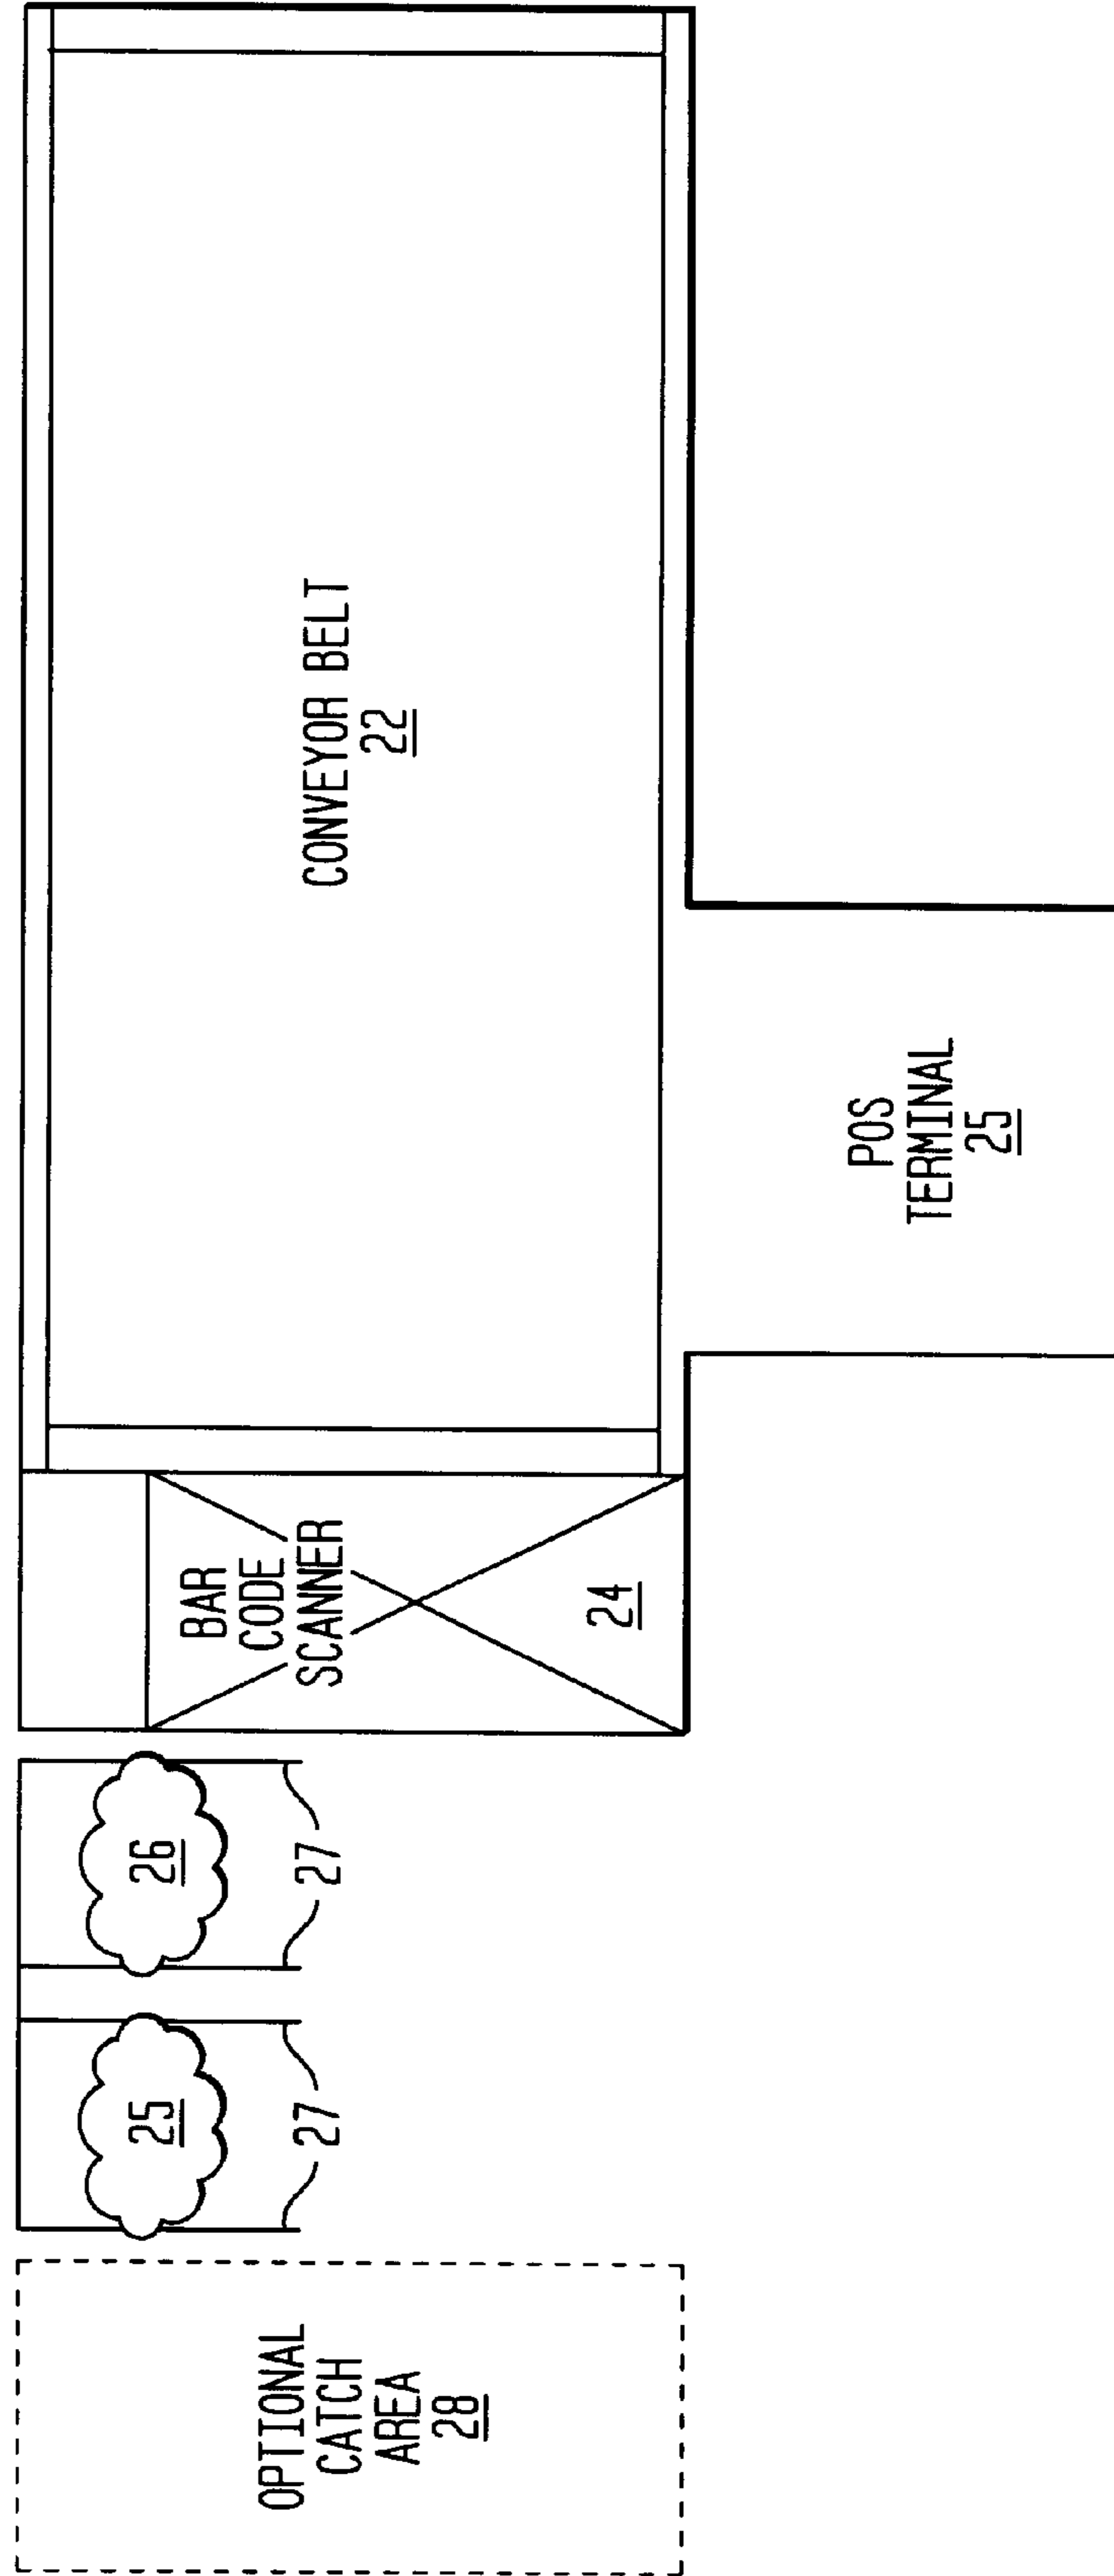 CONVEYOR BELT
22
POS
TERMINAL
25
BAR
CODE
SCANNER
24
26
27
25
27
OPTIONAL
CATCH
AREA
28